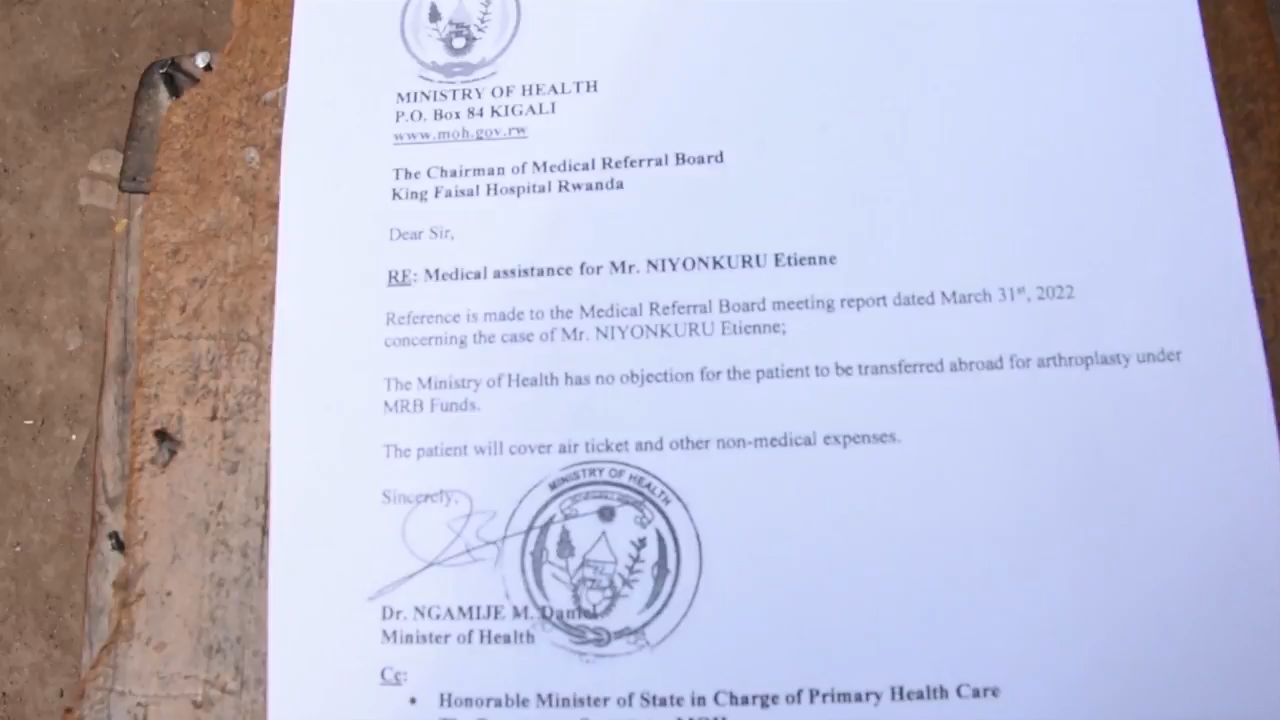 MINISTRY OF HEALTH
P.O. Box 84 KIGALI
www.moh.gov.rw
The Chairman of Medical Referral Board
King Faisal Hospital Rwanda
Dear Sir,
RE: Medical assistance for Mr. NIYONKURU Etienne
Reference is made to the Medical Referral Board meeting report dated March 31st, 2022
concerning the case of Mr. NIYONKURU Etienne;
The Ministry of Health has no objection for the patient to be transferred abroad for arthroplasty under
MRB Funds.
The patient will cover air ticket and other non-medical expenses.
Sincerely,
MINISTRY OF HEALTH
Dr. NGAMIJE M. Daniel
Minister of Health
Cc:
• Honorable Minister of State in Charge of Primary Health Care